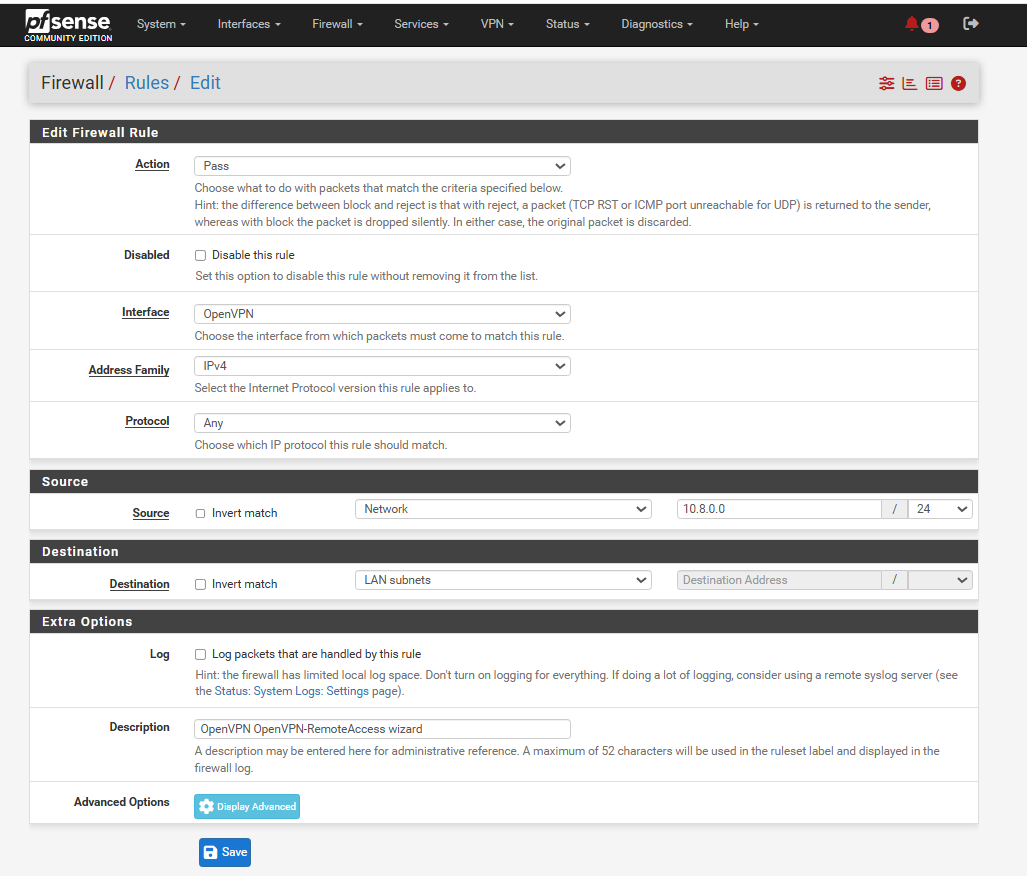 pfsense
COMMUNITY EDITION
System Interfaces Firewall Services VPN Status Diagnostics Help 1
Firewall / Rules / Edit
Edit Firewall Rule
Action Pass
Choose what to do with packets that match the criteria specified below.
Hint: the difference between block and reject is that with reject, a packet (TCP RST or ICMP port unreachable for UDP) is returned to the sender,
whereas with block the packet is dropped silently. In either case, the original packet is discarded.
Disabled Disable this rule
Set this option to disable this rule without removing it from the list.
Interface OpenVPN
Choose the interface from which packets must come to match this rule.
Address Family IPv4
Select the Internet Protocol version this rule applies to.
Protocol Any
Choose which IP protocol this rule should match.
Source
Source Invert match Network 10.8.0.0 / 24
Destination
Destination Invert match LAN subnets Destination Address /
Extra Options
Log Log packets that are handled by this rule
Hint: the firewall has limited local log space. Don't turn on logging for everything. If doing a lot of logging, consider using a remote syslog server (see
the Status: System Logs: Settings page).
Description OpenVPN OpenVPN-RemoteAccess wizard
A description may be entered here for administrative reference. A maximum of 52 characters will be used in the ruleset label and displayed in the
firewall log.
Advanced Options Display Advanced
Save